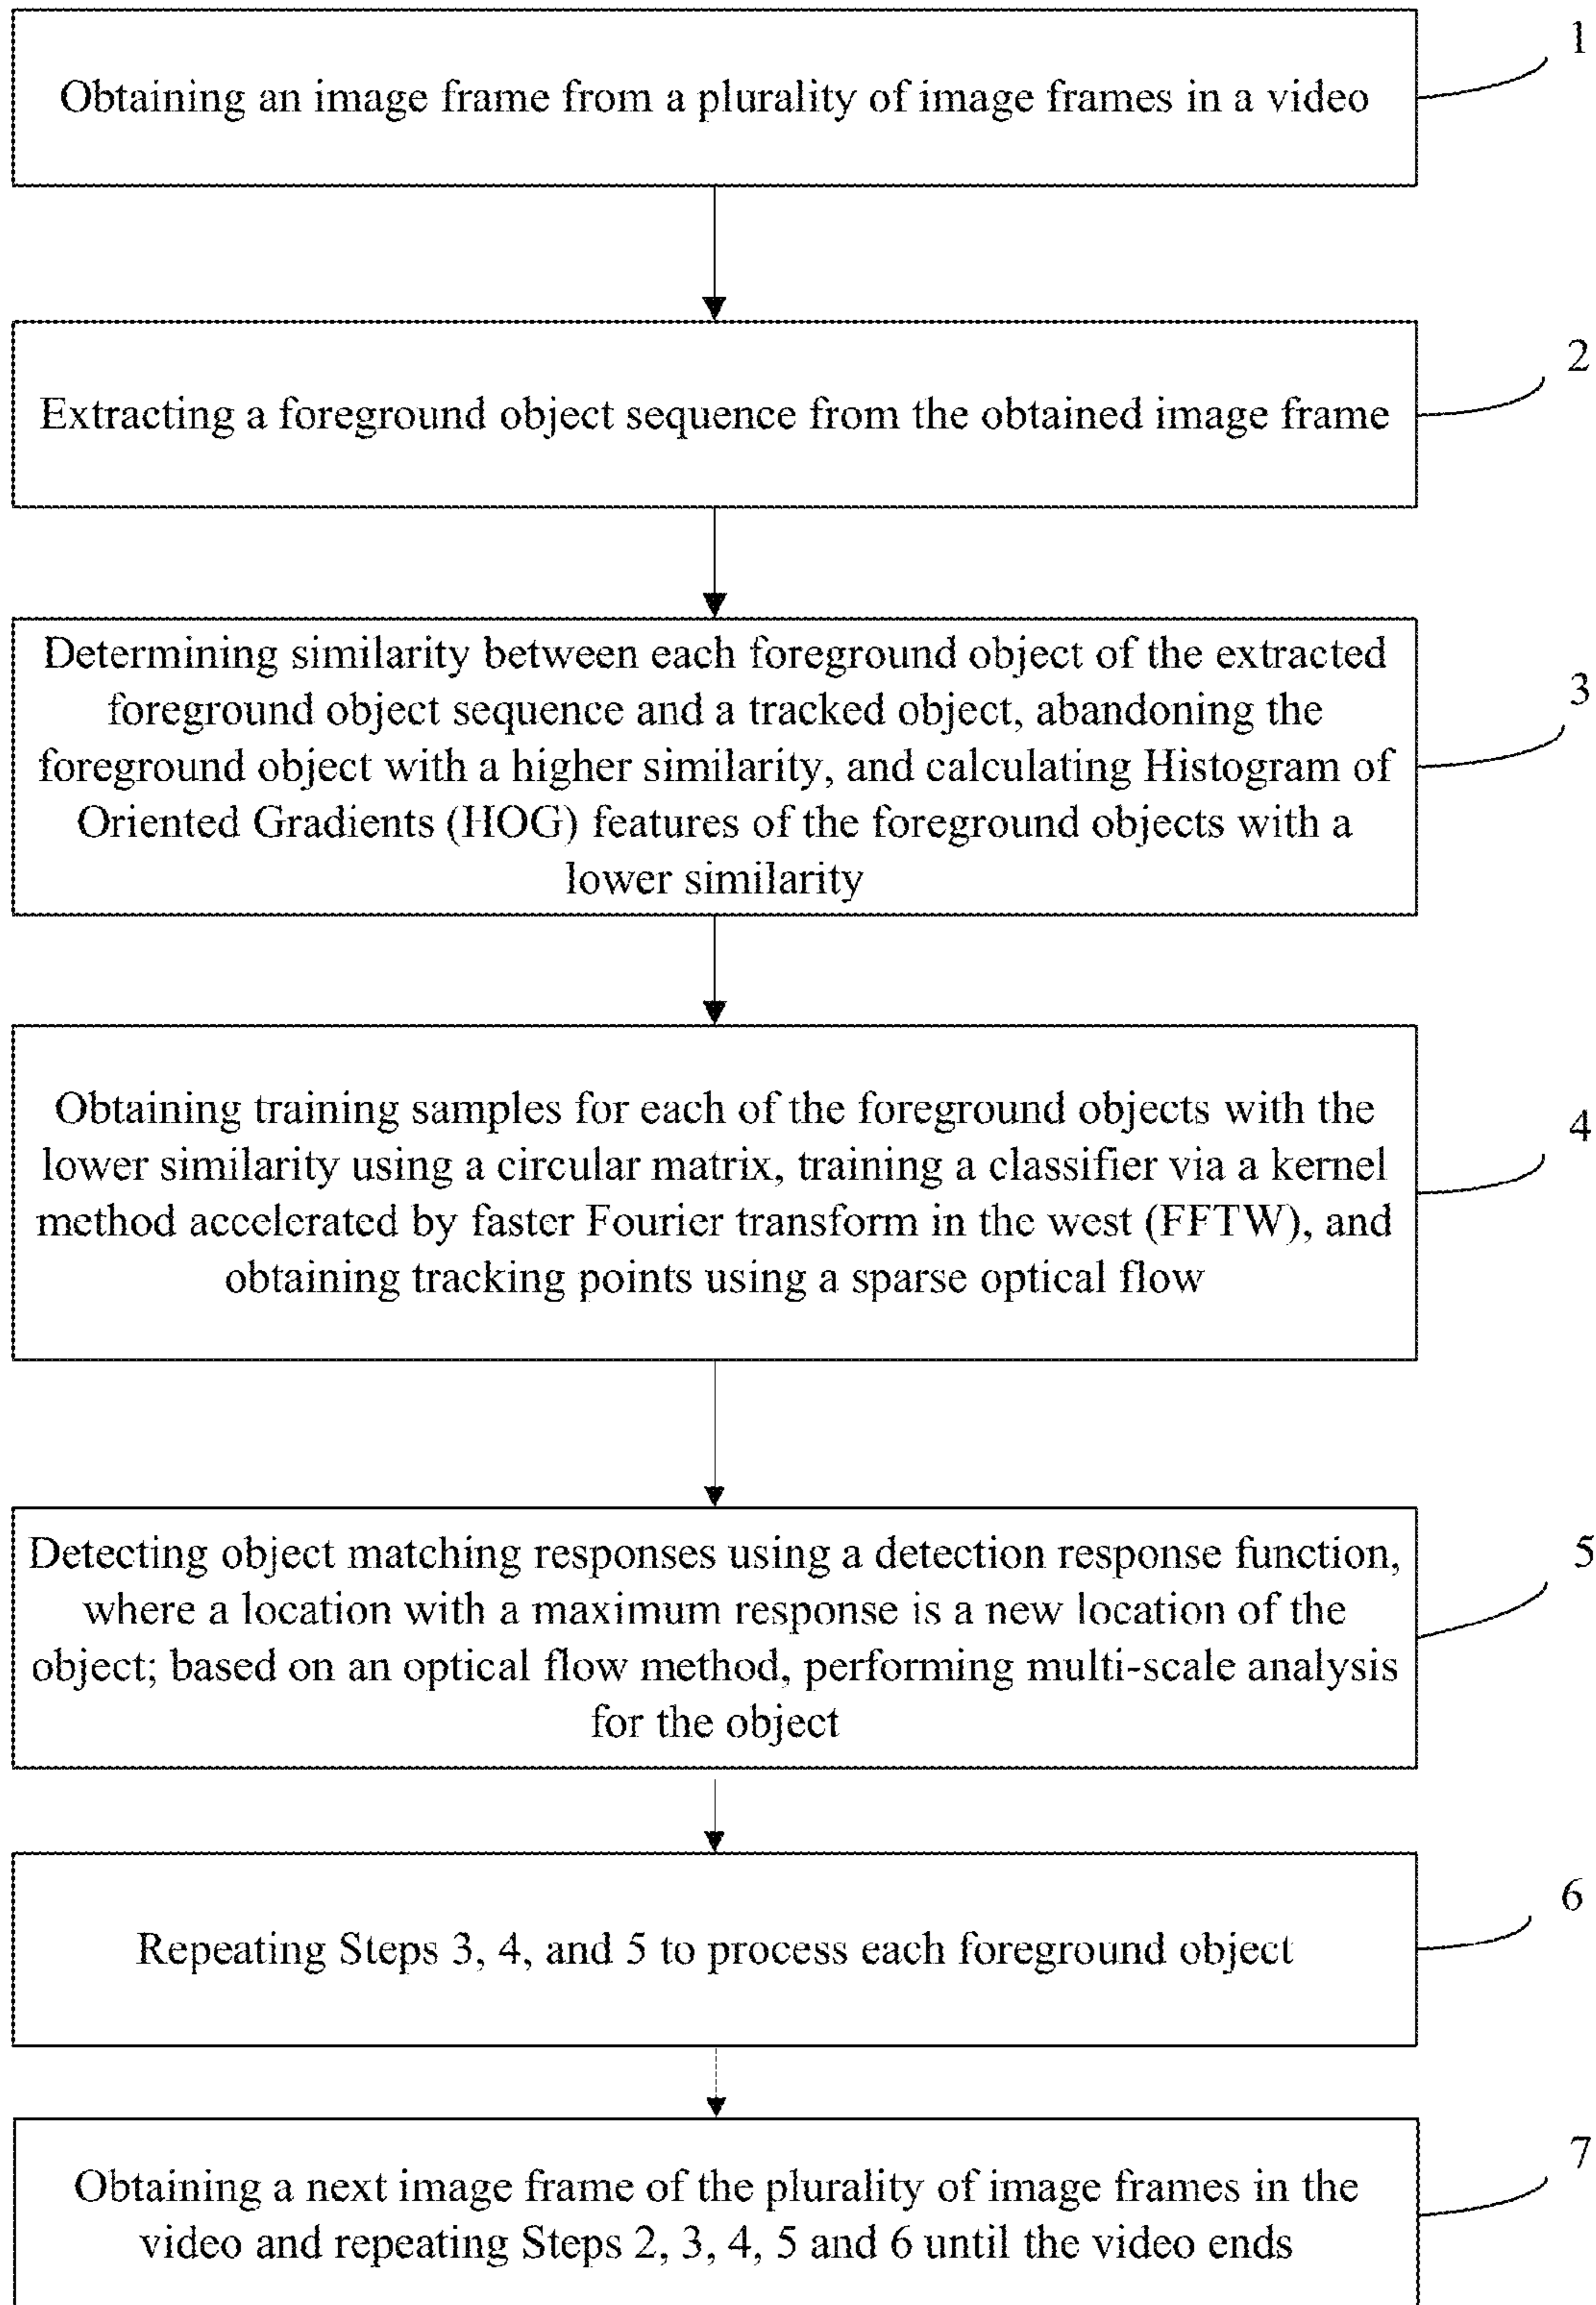 1
Obtaining an image frame from a plurality of image frames in a video
2
Extracting a foreground object sequence from the obtained image frame
Determining similarity between each foreground object of the extracted
foreground object sequence and a tracked object, abandoning the
3
foreground object with a higher similarity, and calculating Histogram of
Oriented Gradients (HOG) features of the foreground objects with a
lower similarity
Obtaining training samples for each of the foreground objects with the
4
lower similarity using a circular matrix, training a classifier via a kernel
method accelerated by faster Fourier transform in the west (FFTW), and
obtaining tracking points using a sparse optical flow
Detecting object matching responses using a detection response function,
5
where a location with a maximum response is a new location of the
object; based on an optical flow method, performing multi-scale analysis
for the object
6
Repeating Steps 3, 4, and 5 to process each foreground object
7
Obtaining a next image frame of the plurality of image frames in the
video and repeating Steps 2, 3, 4, 5 and 6 until the video ends